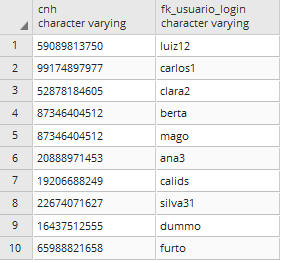 cnh fk_usuario_login
character varying character varying
1 59089813750 luiz12
2 99174897977 carlos1
3 52878184605 clara2
4 87346404512 berta
5 87346404512 mago
6 20888971453 ana3
7 19206688249 calids
8 22674071627 silva31
9 16437512555 dummo
10 65988821658 furto